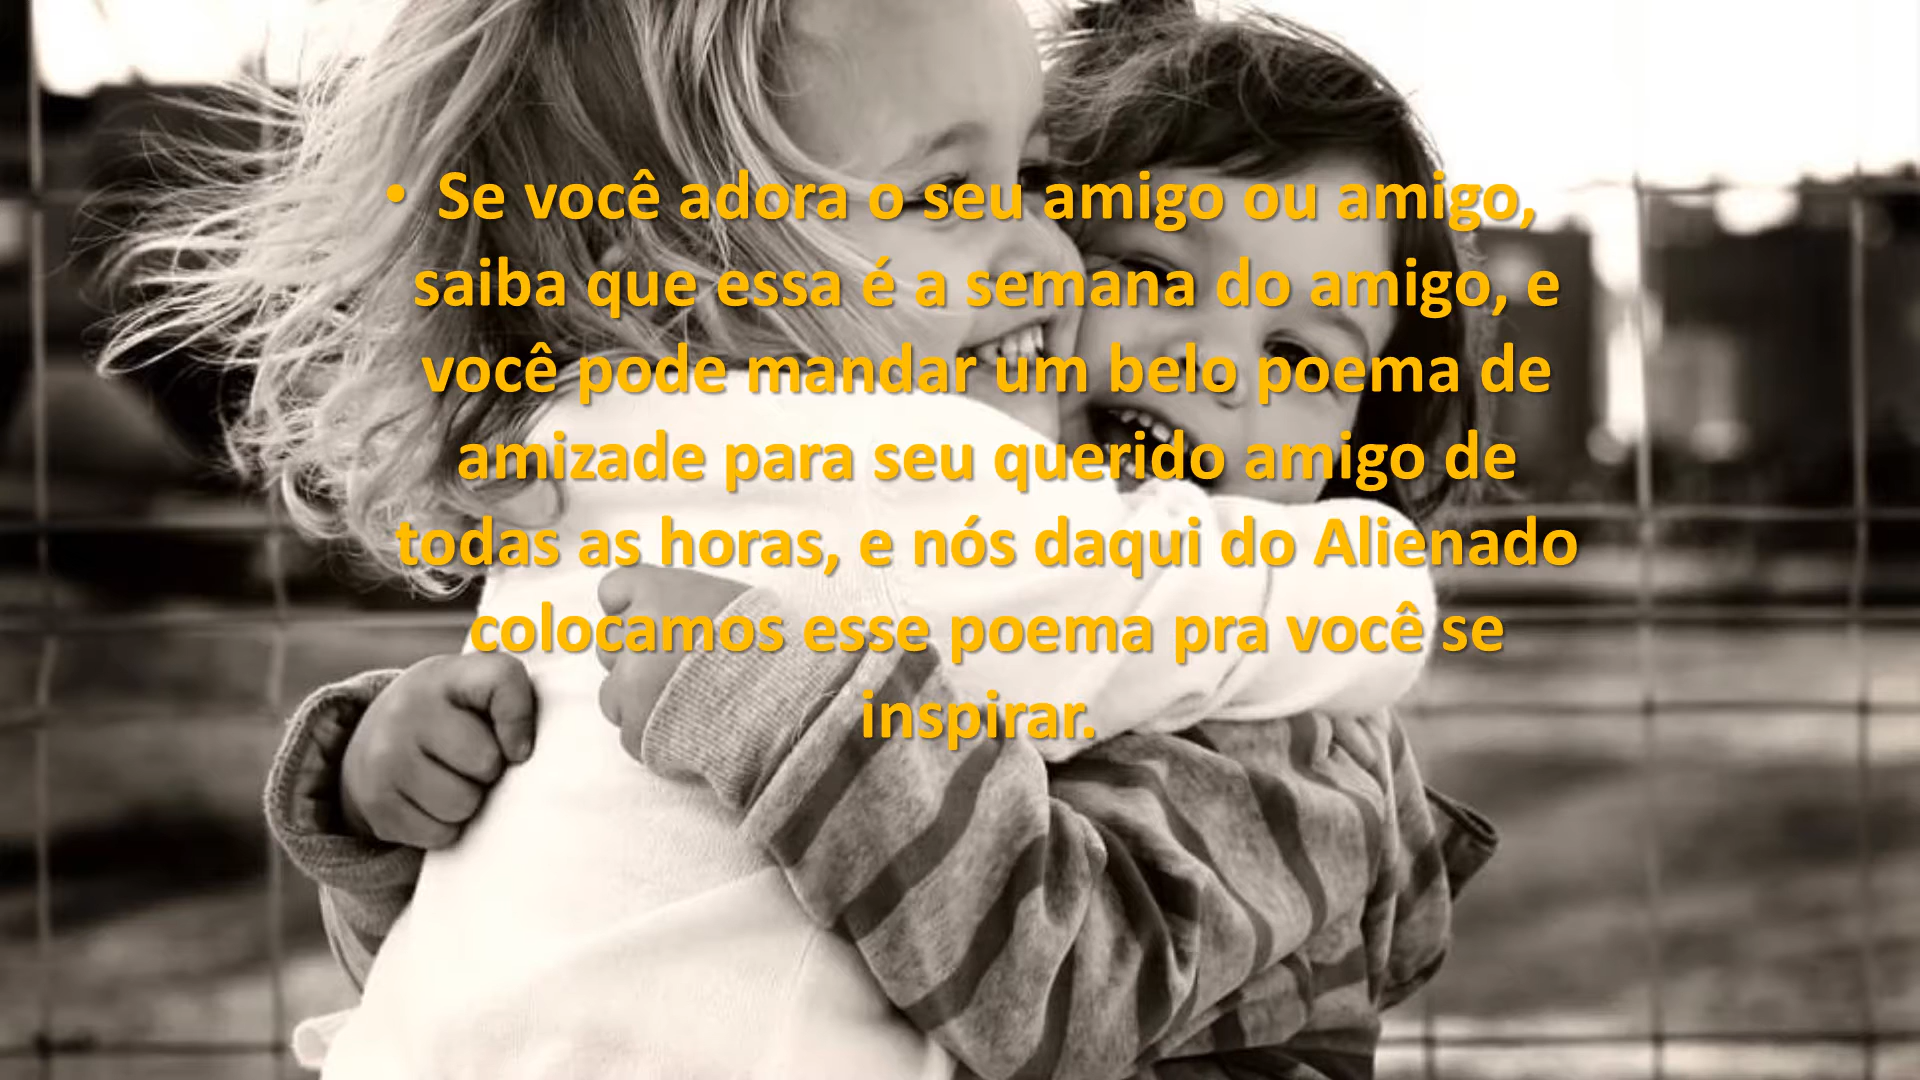 • Se você adora o seu amigo ou amigo,
saiba que essa é a semana do amigo, e
você pode mandar um belo poema de
amizade para seu querido amigo de
todas as horas, e nós daqui do Alienado
colocamos esse poema pra você se
inspirar.